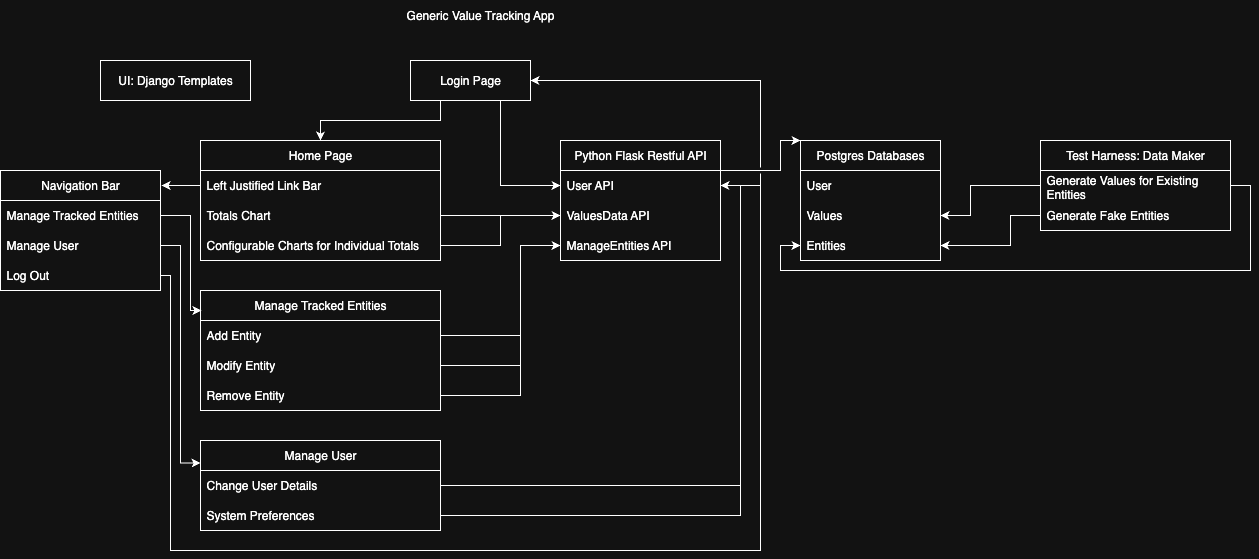 Generic Value Tracking App
UI: Django Templates
Login Page
Navigation Bar
Manage Tracked Entities
Manage User
Log Out
Home Page
Left Justified Link Bar
Totals Chart
Configurable Charts for Individual Totals
Manage Tracked Entities
Add Entity
Modify Entity
Remove Entity
Manage User
Change User Details
System Preferences
Python Flask Restful API
User API
ValuesData API
ManageEntities API
Postgres Databases
User
Values
Entities
Test Harness: Data Maker
Generate Values for Existing
Entities
Generate Fake Entities